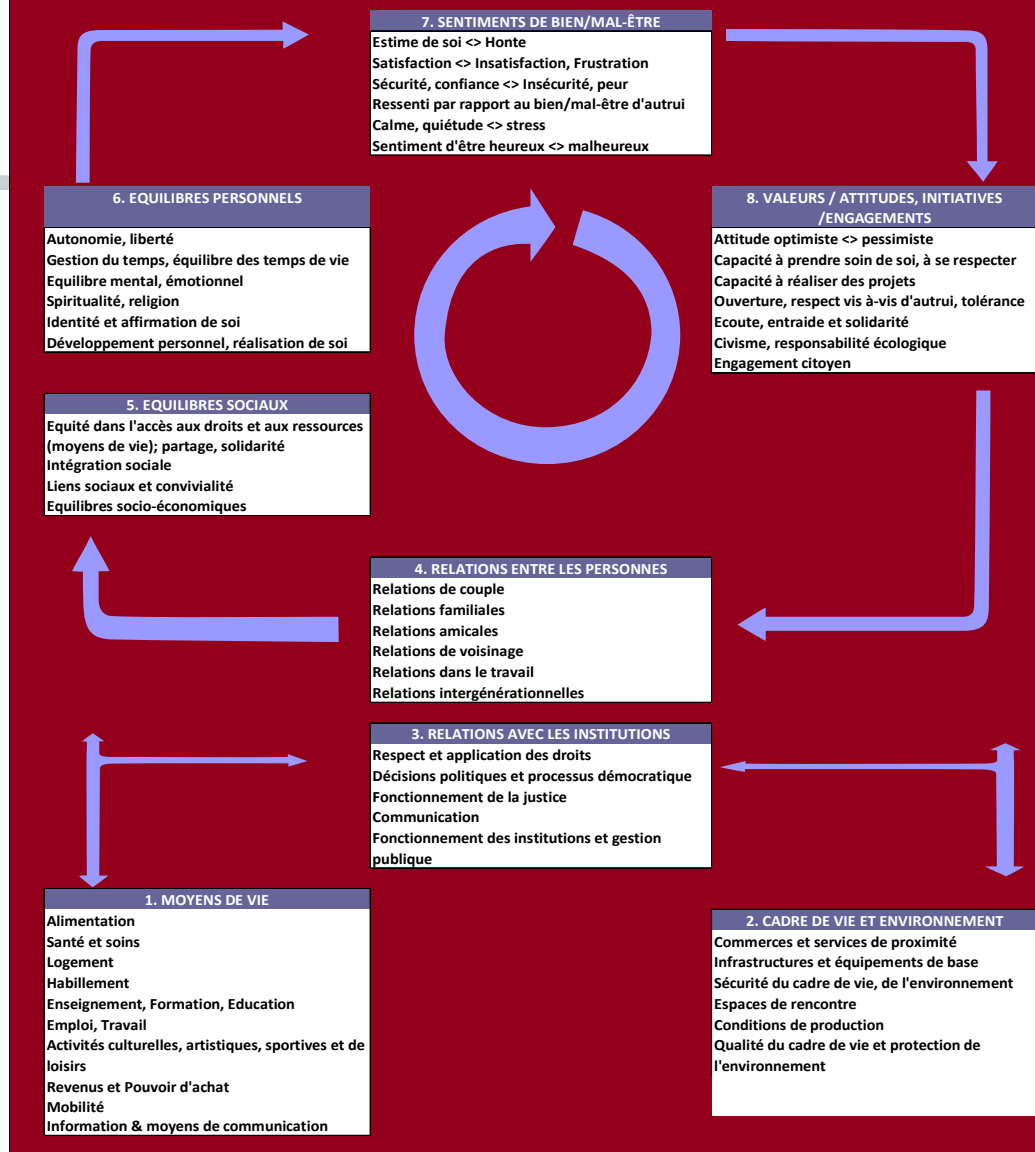 7. SENTIMENTS DE BIEN/MAL-ÊTRE
Estime de soi <> Honte
Satisfaction <> Insatisfaction, Frustration
Sécurité, confiance <> Insécurité, peur
Ressenti par rapport au bien/mal-être d'autrui
Calme, quiétude <> stress
Sentiment d'être heureux <> malheureux
6. EQUILIBRES PERSONNELS
Autonomie, liberté
Gestion du temps, équilibre des temps de vie
Equilibre mental, émotionnel
Spiritualité, religion
Identité et affirmation de soi
Développement personnel, réalisation de soi
8. VALEURS / ATTITUDES, INITIATIVES
/ENGAGEMENTS
Attitude optimiste <> pessimiste
Capacité à prendre soin de soi, à se respecter
Capacité à réaliser des projets
Ouverture, respect vis à-vis d'autrui, tolérance
Ecoute, entraide et solidarité
Civisme, responsabilité écologique
Engagement citoyen
5. EQUILIBRES SOCIAUX
Equité dans l'accès aux droits et aux ressources
(moyens de vie); partage, solidarité
Intégration sociale
Liens sociaux et convivialité
Equilibres socio-économiques
4. RELATIONS ENTRE LES PERSONNES
Relations de couple
Relations familiales
Relations amicales
Relations de voisinage
Relations dans le travail
Relations intergénérationnelles
3. RELATIONS AVEC LES INSTITUTIONS
Respect et application des droits
Décisions politiques et processus démocratique
Fonctionnement de la justice
Communication
Fonctionnement des institutions et gestion
publique
1. MOYENS DE VIE
Alimentation
Santé et soins
Logement
Habillement
Enseignement, Formation, Education
Emploi, Travail
Activités culturelles, artistiques, sportives et de
loisirs
Revenus et Pouvoir d'achat
Mobilité
Information & moyens de communication
2. CADRE DE VIE ET ENVIRONNEMENT
Commerces et services de proximité
Infrastructures et équipements de base
Sécurité du cadre de vie, de l'environnement
Espaces de rencontre
Conditions de production
Qualité du cadre de vie et protection de
l'environnement